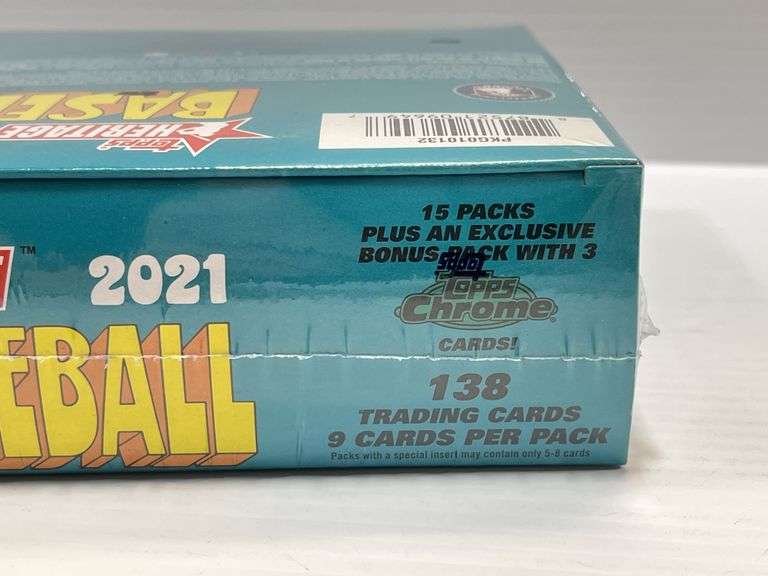 BASE
topps
HERITAGE
PKG010132
™
2021
EBALL
15 PACKS
PLUS AN EXCLUSIVE
BONUS PACK WITH 3
Topps
Chrome
CARDS!
138
TRADING CARDS
9 CARDS PER PACK
Packs with a special insert may contain only 5-8 cards